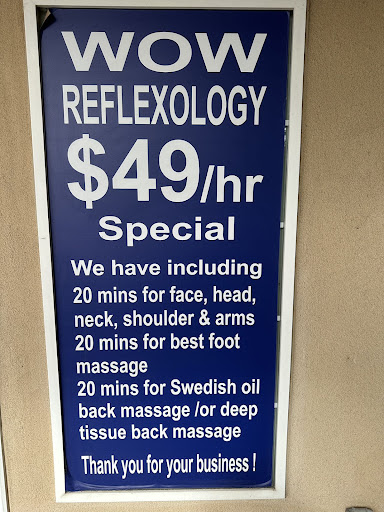 WOW
REFLEXOLOGY
$49/hr
Special
We have including
20 mins for face, head,
neck, shoulder & arms
20 mins for best foot
massage
20 mins for Swedish oil
back massage /or deep
tissue back massage
Thank you for your business !